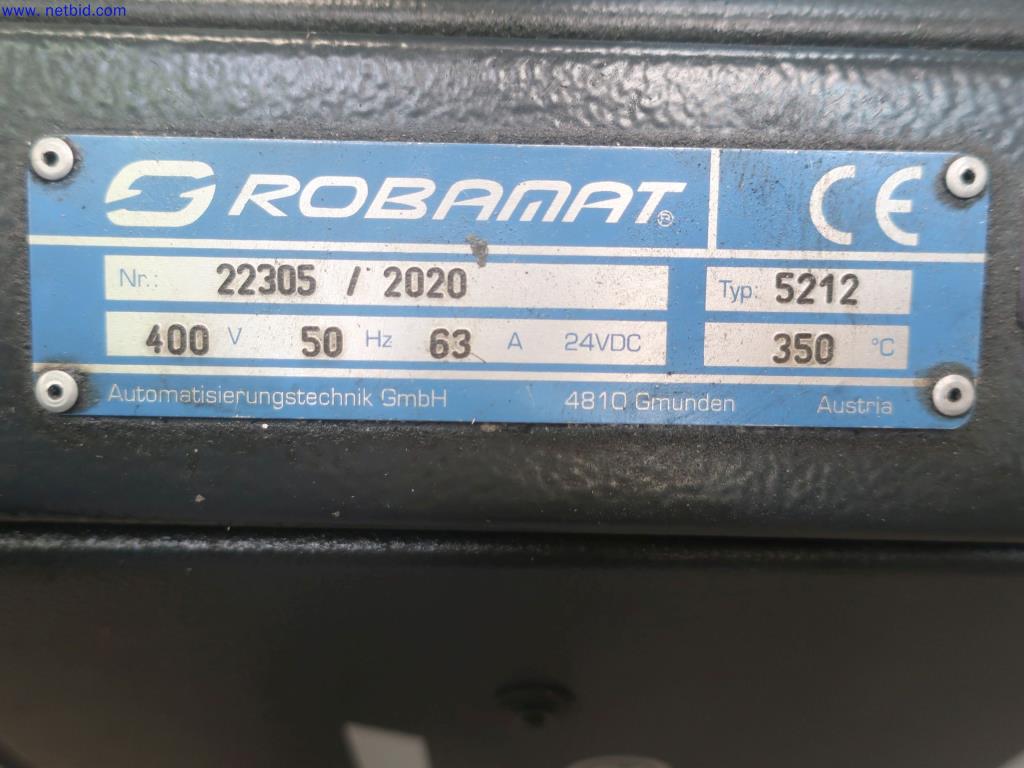 www.netbid.com
ROBAMAT® CE
Nr.: 22305 / 2020 Typ: 5212
400 V 50 Hz 63 A 24VDC 350 °C
Automatisierungstechnik GmbH 4810 Gmunden Austria